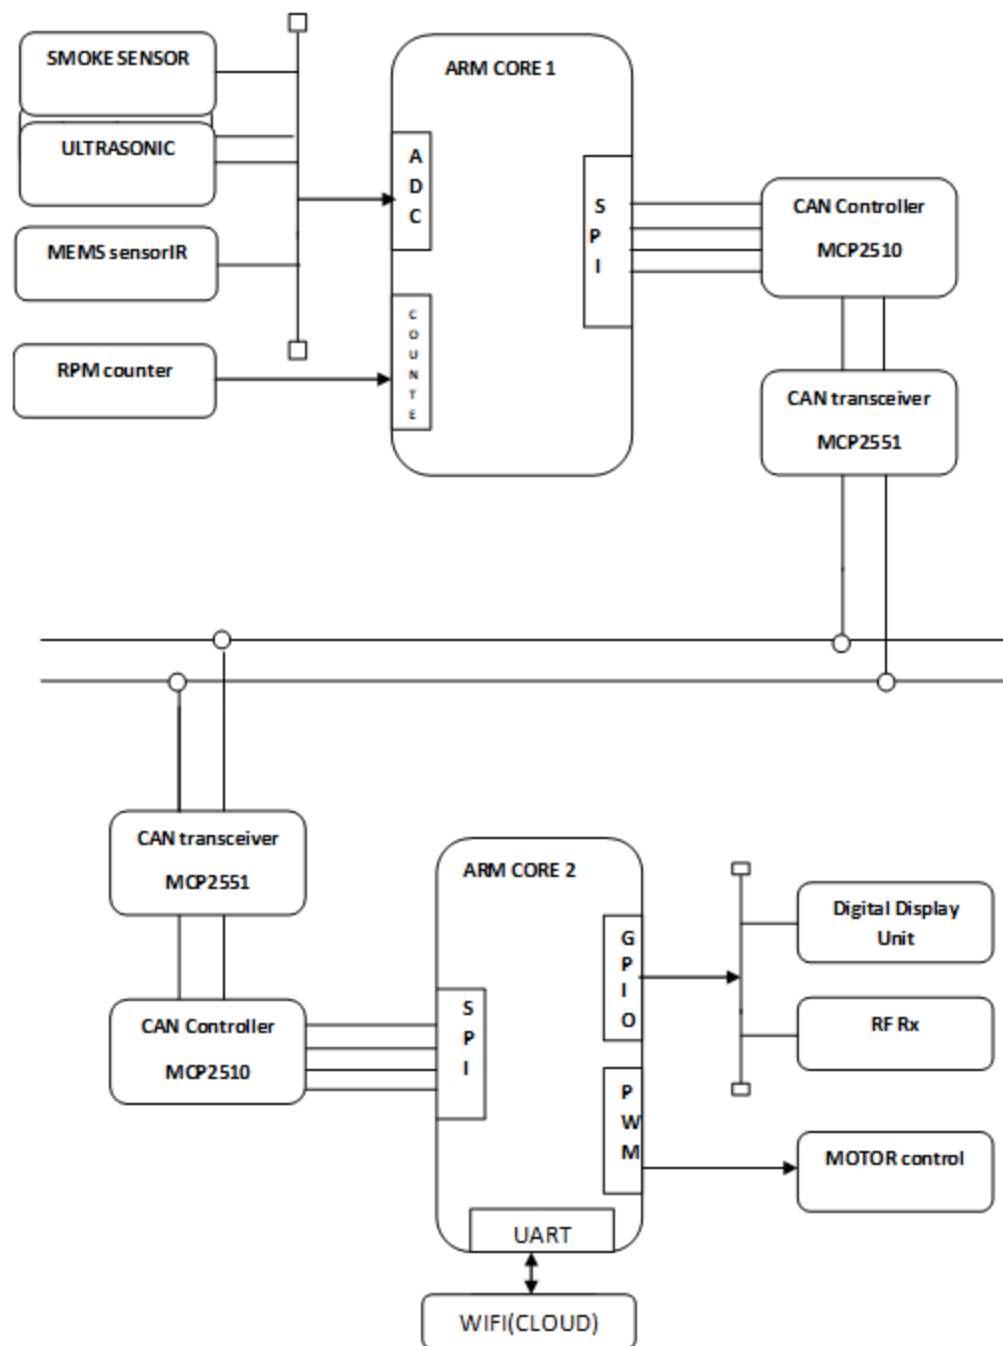 SMOKE SENSOR
ULTRASONIC
MEMS sensorIR
RPM counter
ARM CORE 1
A
D
C
C
O
U
N
T
E
S
P
I
CAN Controller
MCP2510
CAN transceiver
MCP2551
CAN transceiver
MCP2551
CAN Controller
MCP2510
ARM CORE 2
S
P
I
G
P
I
O
P
W
M
UART
WIFI(CLOUD)
Digital Display
Unit
RF Rx
MOTOR control